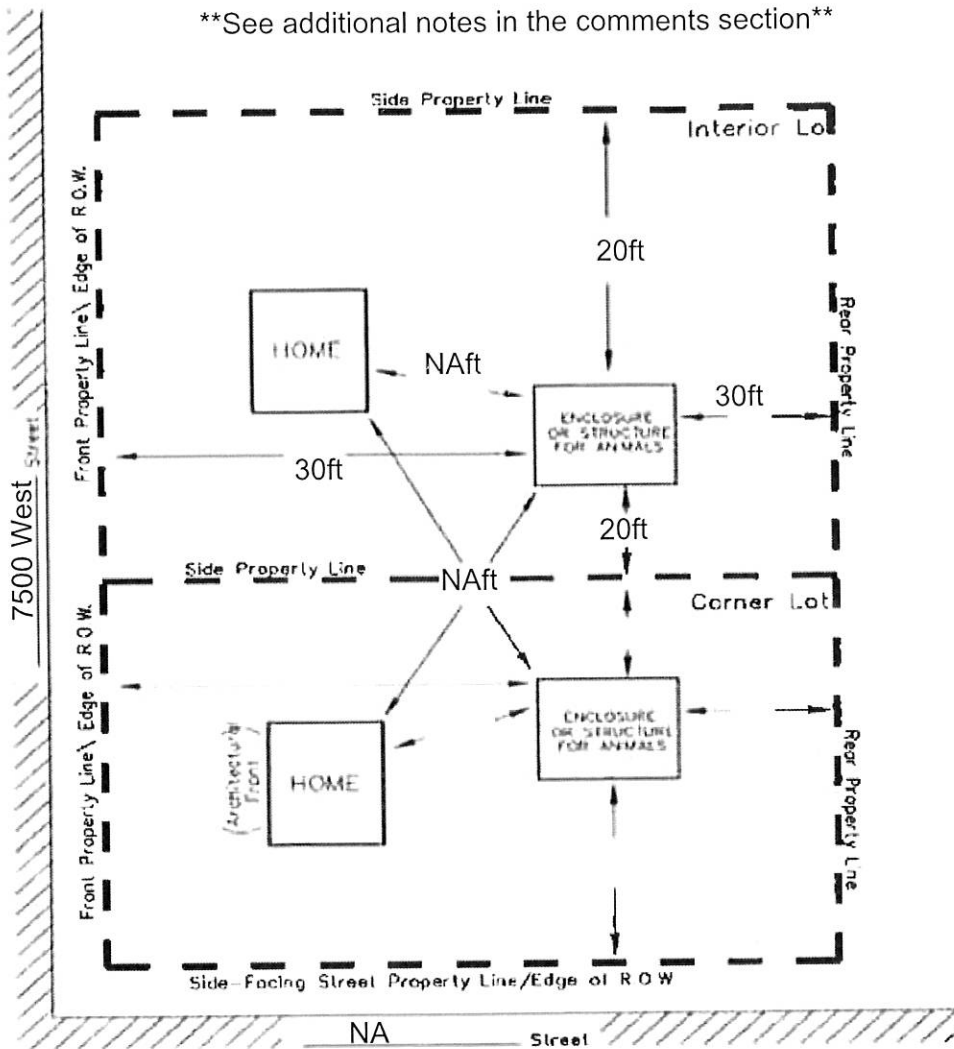 **See additional notes in the comments section**
Side Property Line
Interior Lo
Front Property Line\ Edge of R.O.W.
20ft
Rear Property Line
HOME
NAft
30ft
ENCLOSURE
OR STRUCTURE
FOR ANIMALS
30ft
7500 West Street
20ft
Side Property Line
NAft
Corner Lot
Front Property Line\ Edge of R O W.
ENCLOSURE
OR STRUCTURE
FOR ANIMALS
(Architectural
Front)
HOME
Rear Property Line
Side-Facing Street Property Line/Edge of R O W
NA Street